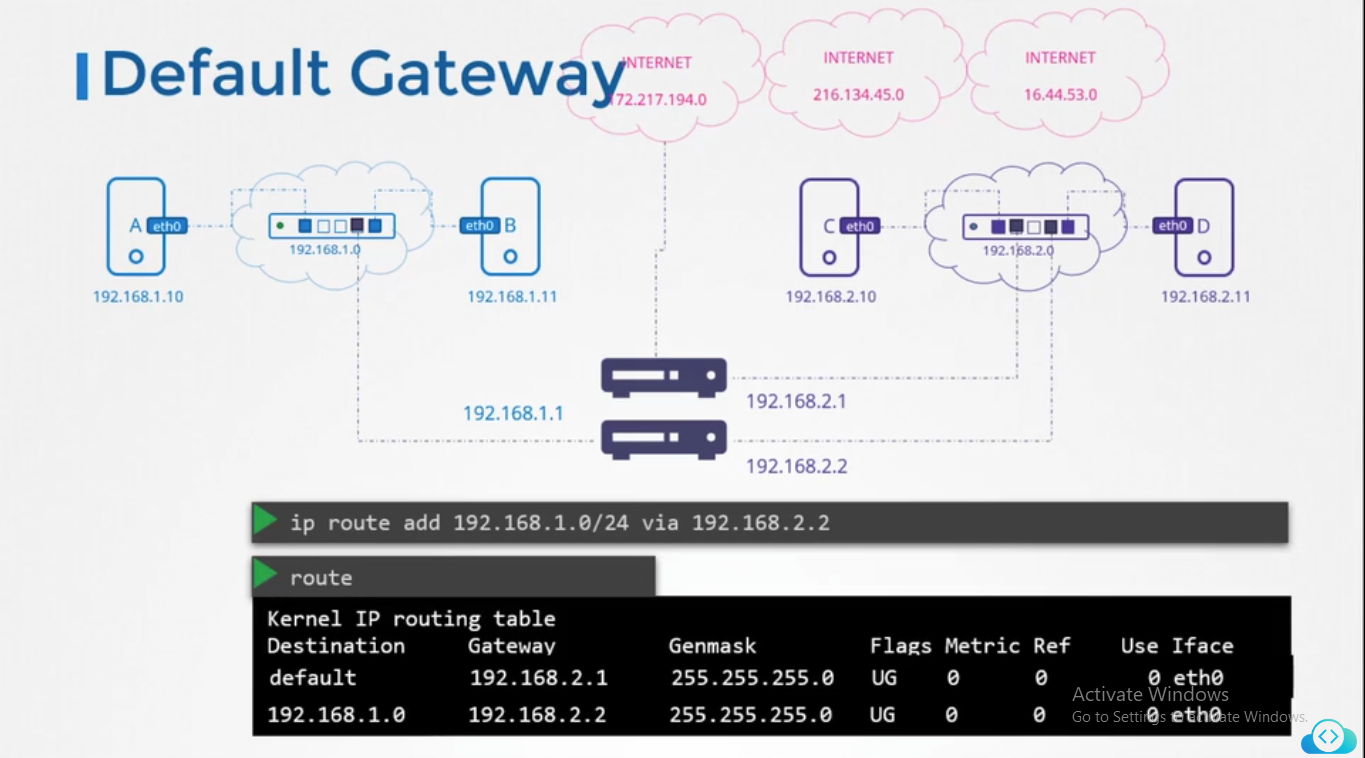 Default Gateway
INTERNET
172.217.194.0
INTERNET
216.134.45.0
INTERNET
16.44.53.0
A eth0
192.168.1.0
eth0 B
C eth0
192.168.2.0
eth0 D
192.168.1.10
192.168.1.11
192.168.2.10
192.168.2.11
192.168.1.1
192.168.2.1
192.168.2.2
ip route add 192.168.1.0/24 via 192.168.2.2
route
Kernel IP routing table
Destination Gateway Genmask Flags Metric Ref Use Iface
default 192.168.2.1 255.255.255.0 UG 0 0 0 eth0
192.168.1.0 192.168.2.2 255.255.255.0 UG 0 0 0 eth0
Activate Windows
Go to Settings to activate Windows.